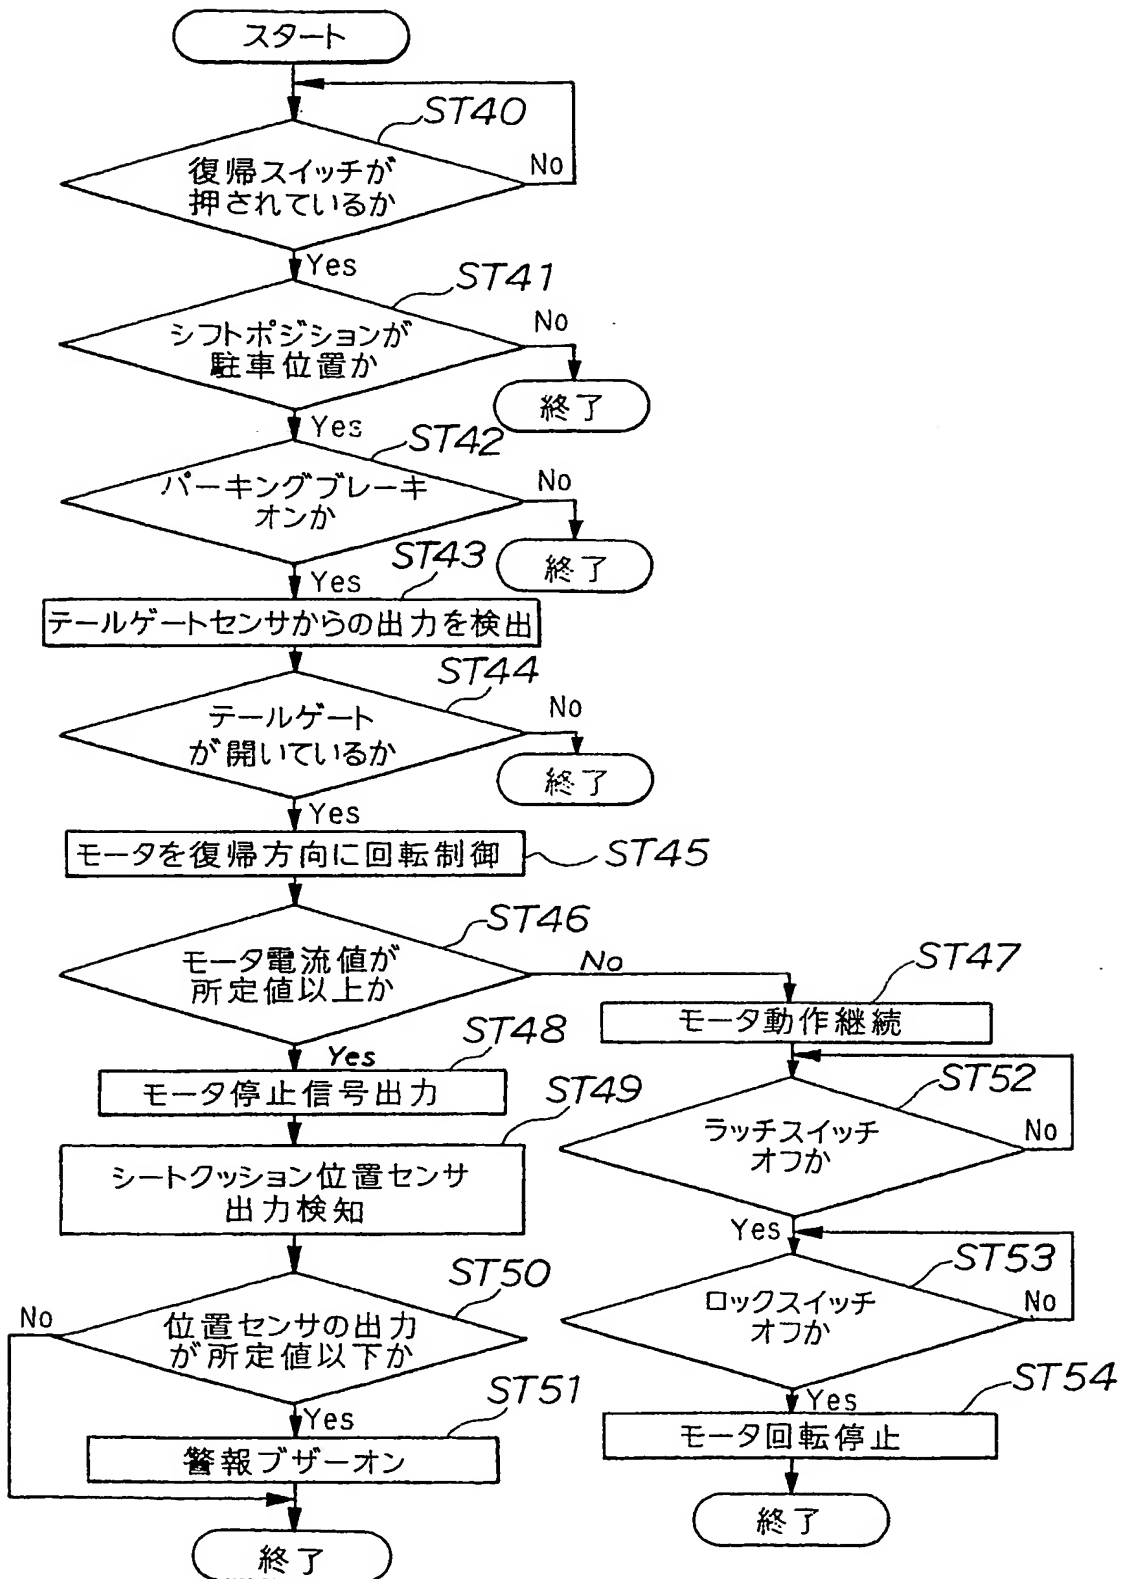 スタート
ST40
復帰スイッチが
押されているか
No
Yes
ST41
シフトポジションが
駐車位置か
No
終了
Yes
ST42
パーキングブレーキ
オンか
No
終了
Yes
ST43
テールゲートセンサからの出力を検出
ST44
テールゲート
が開いているか
No
終了
Yes
モータを復帰方向に回転制御
ST45
ST46
モータ電流値が
所定値以上か
No
ST47
モータ動作継続
Yes
ST48
モータ停止信号出力
ST49
シートクッション位置センサ
出力検知
ST50
位置センサの出力
が所定値以下か
No
Yes
ST51
警報ブザーオン
終了
ST52
ラッチスイッチ
オフか
No
Yes
ST53
ロックスイッチ
オフか
No
Yes
ST54
モータ回転停止
終了